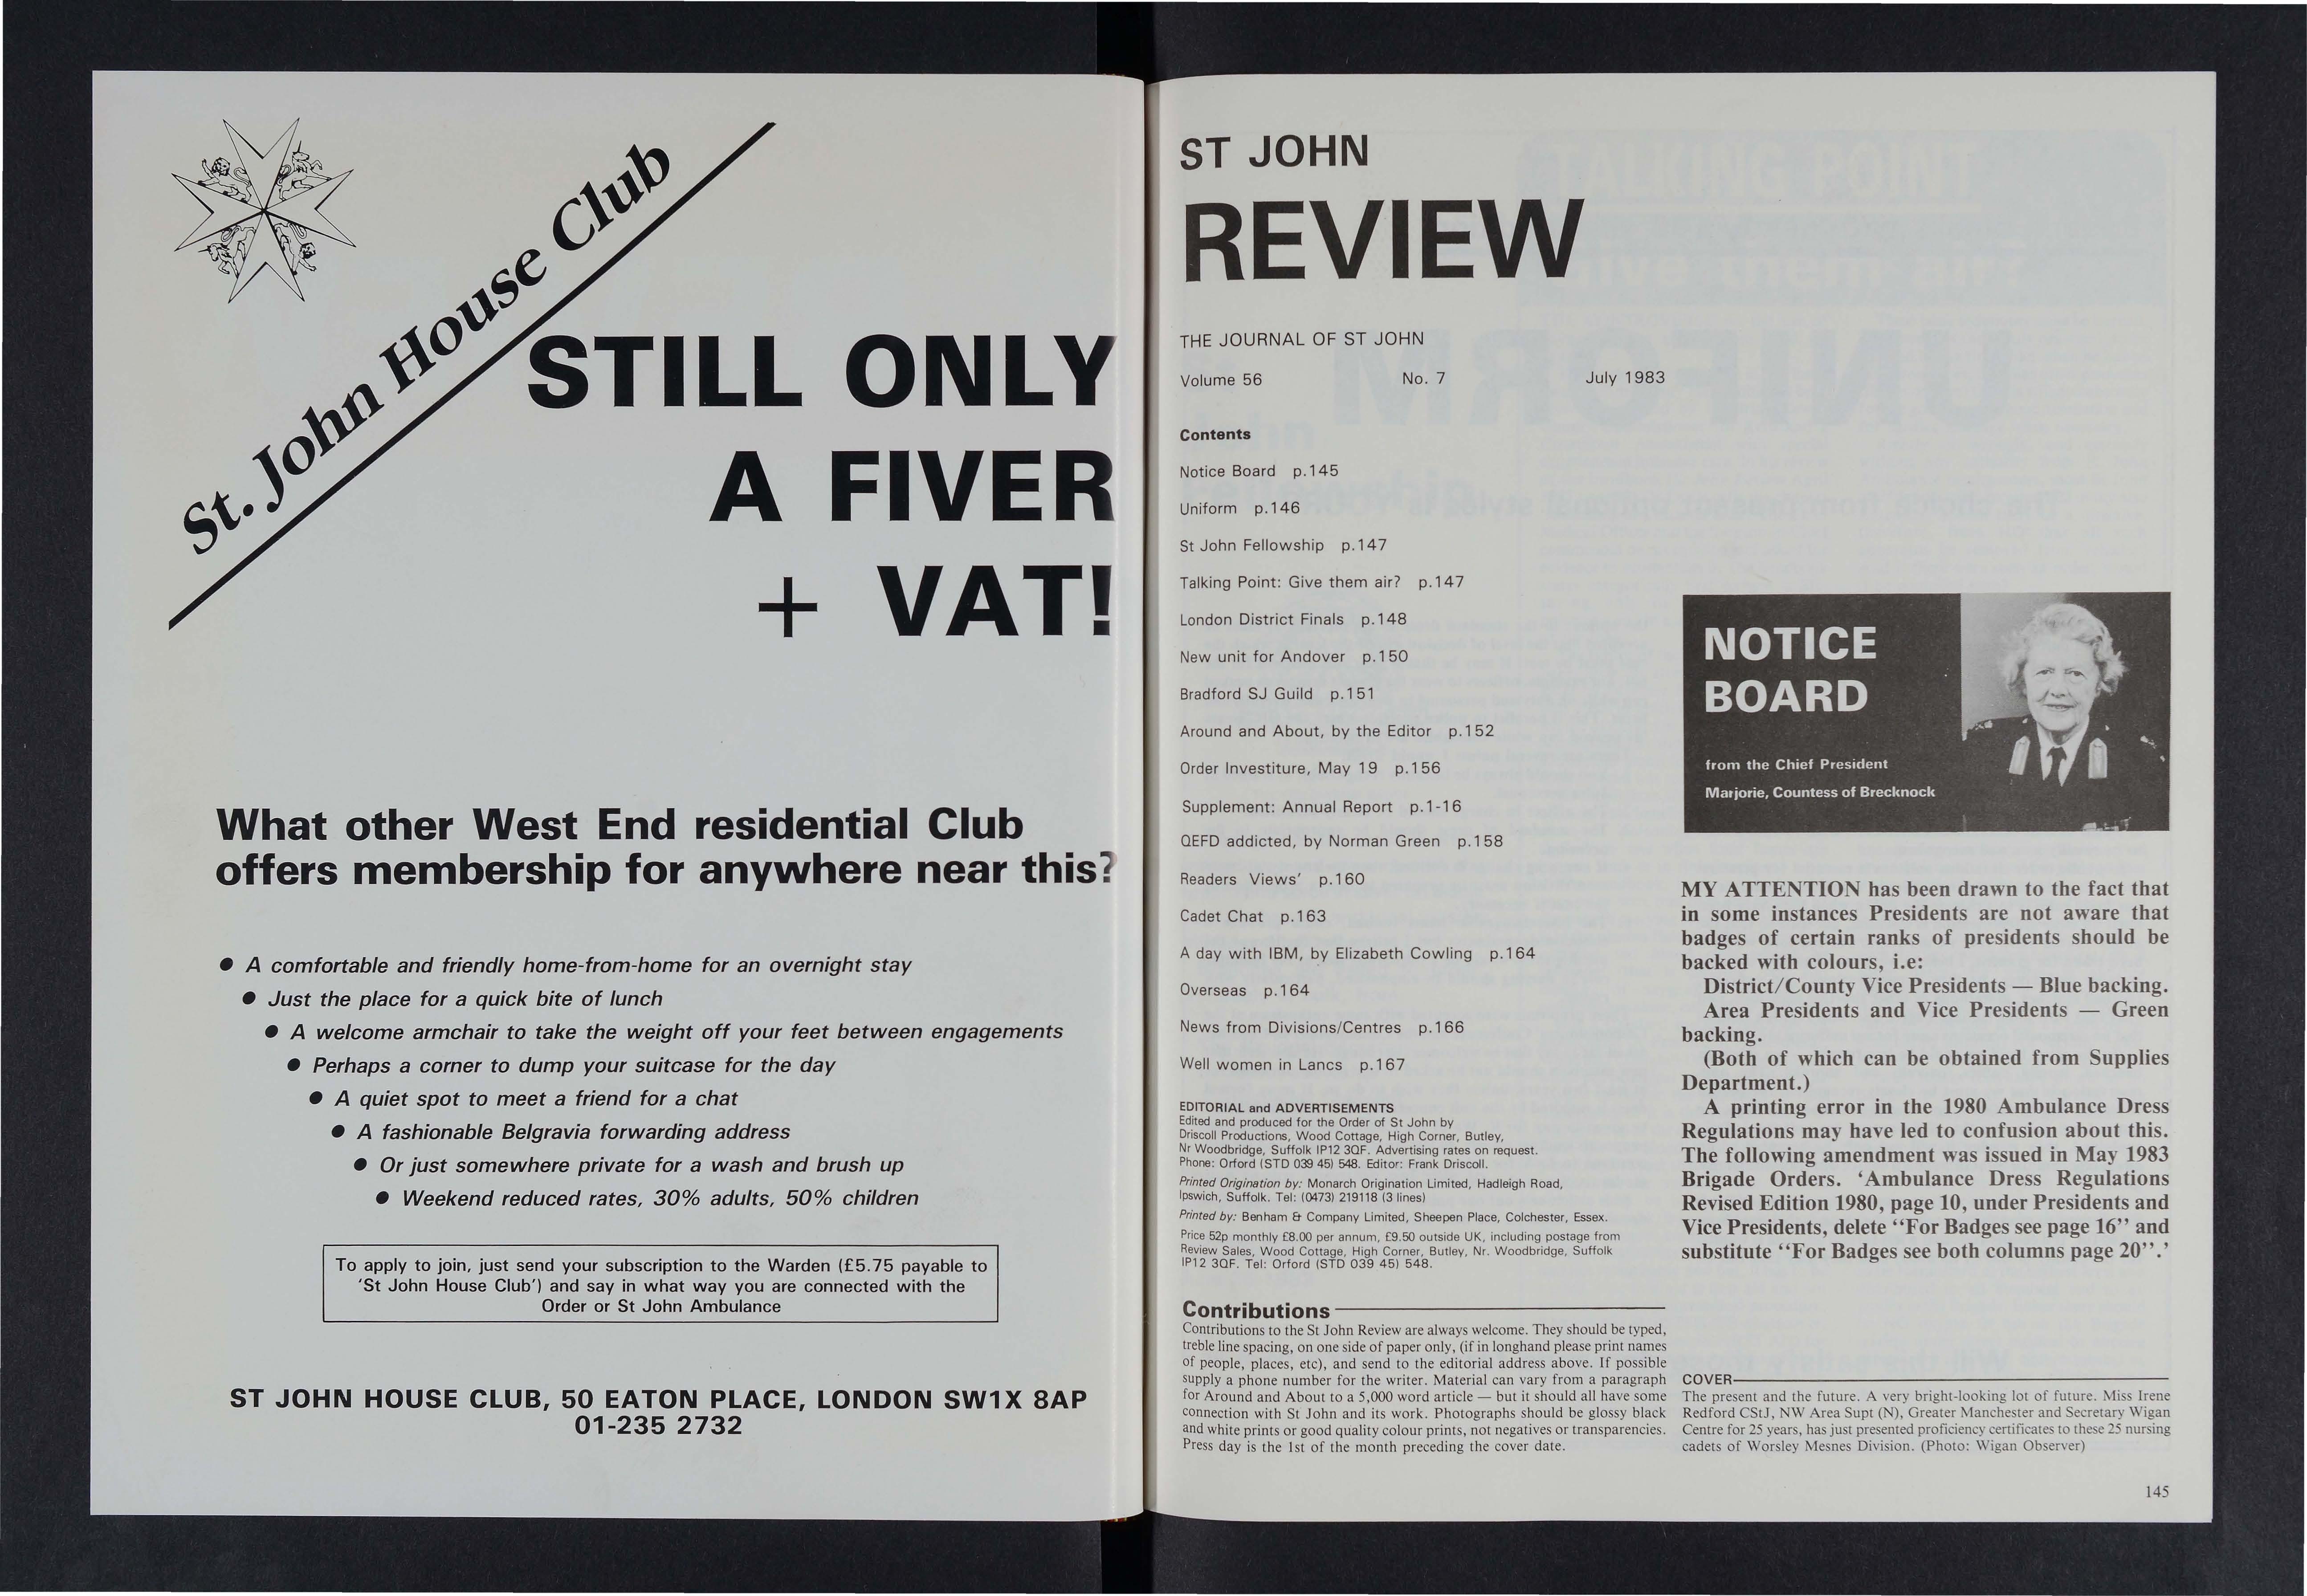 St. John House Club
STILL ONLY
A FIVER
+ VAT!
What other West End residential Club
offers membership for anywhere near this?
● A comfortable and friendly home-from-home for an overnight stay
● Just the place for a quick bite of lunch
● A welcome armchair to take the weight off your feet between engagements
● Perhaps a corner to dump your suitcase for the day
● A quiet spot to meet a friend for a chat
● A fashionable Belgravia forwarding address
● Or just somewhere private for a wash and brush up
● Weekend reduced rates, 30% adults, 50% children
To apply to join, just send your subscription to the Warden (£5.75 payable to
'St John House Club') and say in what way you are connected with the
Order or St John Ambulance
ST JOHN HOUSE CLUB, 50 EATON PLACE, LONDON SW1X 8AP
01-235 2732
ST JOHN
REVIEW
THE JOURNAL OF ST JOHN
Volume 56 No. 7 July 1983
Contents
Notice Board p.145
Uniform p.146
St John Fellowship p.147
Talking Point: Give them air? p.147
London District Finals p.148
New unit for Andover p.150
Bradford SJ Guild p.151
Around and About, by the Editor p.152
Order Investiture, May 19 p.156
Supplement: Annual Report p.1-16
QEFD addicted, by Norman Green p.158
Readers Views' p.160
Cadet Chat p.163
A day with IBM, by Elizabeth Cowling p.164
Overseas p.164
News from Divisions/Centres p.166
Well women in Lancs p.167
EDITORIAL and ADVERTISEMENTS
Edited and produced for the Order of St John by
Driscoll Productions, Wood Cottage, High Corner, Butley,
Nr Woodbridge, Suffolk IP12 3QF. Advertising rates on request.
Phone: Orford (STD 039 45) 548. Editor: Frank Driscoll.
Printed Origination by: Monarch Origination Limited, Hadleigh Road,
Ipswich, Suffolk. Tel: (0473) 219118 (3 lines)
Printed by: Benham & Company Limited, Sheepen Place, Colchester, Essex.
Price 52p monthly £8.00 per annum, £9.50 outside UK, including postage from
Review Sales, Wood Cottage, High Corner, Butley, Nr. Woodbridge, Suffolk
IP12 3QF. Tel: Orford (STD 039 45) 548.
Contributions
Contributions to the St John Review are always welcome. They should be typed,
treble line spacing, on one side of paper only, (if in longhand please print names
of people, places, etc), and send to the editorial address above. If possible
supply a phone number for the writer. Material can vary from a paragraph
for Around and About to a 5,000 word article — but it should all have some
connection with St John and its work. Photographs should be glossy black
and white prints or good quality colour prints, not negatives or transparencies.
Press day is the 1st of the month preceding the cover date.
NOTICE
BOARD
from the Chief President
Marjorie, Countess of Brecknock
MY ATTENTION has been drawn to the fact that
in some instances Presidents are not aware that
badges of certain ranks of presidents should be
backed with colours, i.e:
District/County Vice Presidents — Blue backing.
Area Presidents and Vice Presidents — Green
backing.
(Both of which can be obtained from Supplies
Department.)
A printing error in the 1980 Ambulance Dress
Regulations may have led to confusion about this.
The following amendment was issued in May 1983
Brigade Orders. 'Ambulance Dress Regulations
Revised Edition 1980, page 10, under Presidents and
Vice Presidents, delete "For Badges see page 16" and
substitute "For Badges see both columns page 20".'
COVER
The present and the future. A very bright-looking lot of future. Miss Irene
Redford CStJ, NW Area Supt (N), Greater Manchester and Secretary Wigan
Centre for 25 years, has just presented proficiency certificates to these 25 nursing
cadets of Worsley Mesnes Division. (Photo: Wigan Observer)
145